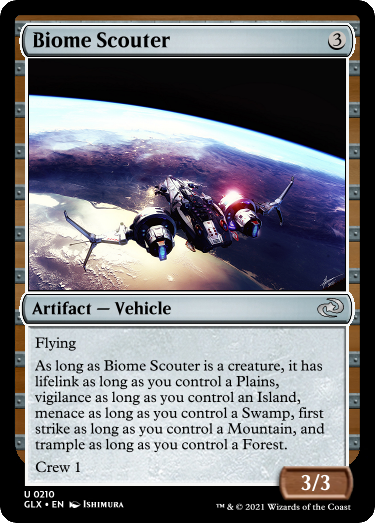 Biome Scouter 3
Artifact — Vehicle
Flying
As long as Biome Scouter is a creature, it has
lifelink as long as you control a Plains,
vigilance as long as you control an Island,
menace as long as you control a Swamp, first
strike as long as you control a Mountain, and
trample as long as you control a Forest.
Crew 1
3/3
U 0210
GLX • EN Ishimura
™ & © 2021 Wizards of the Coast